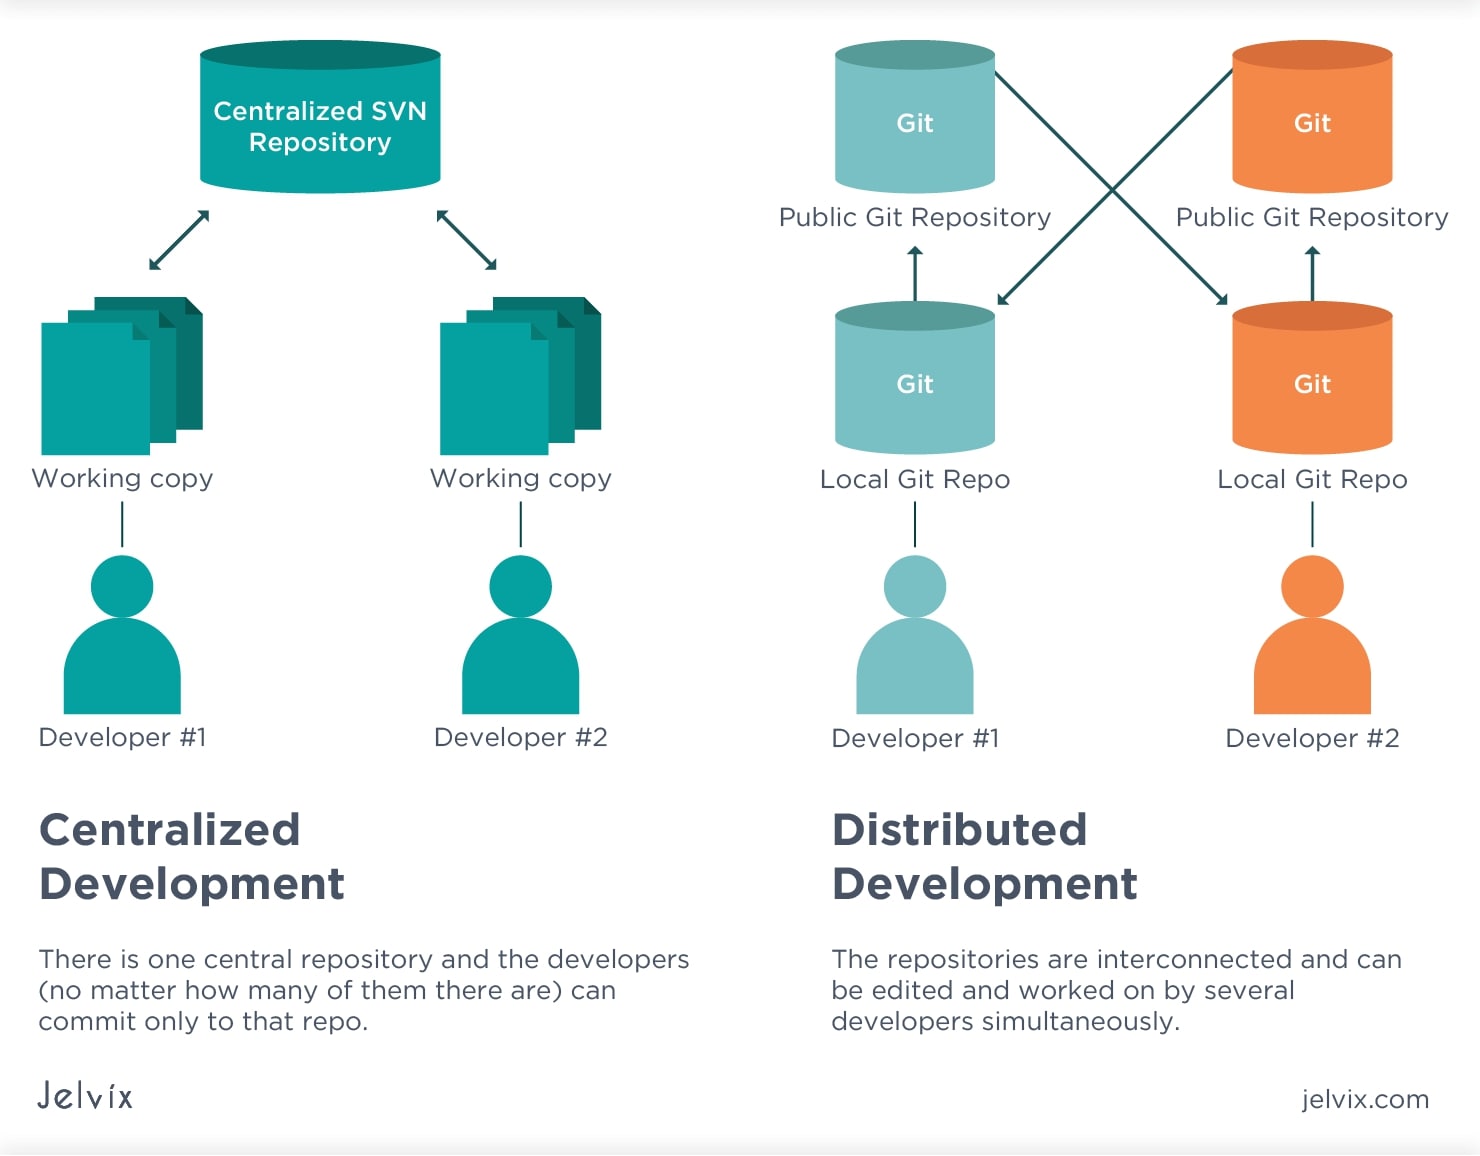 Centralized SVN
Repository
Working copy
Working copy
Developer #1
Developer #2
Centralized
Development
There is one central repository and the developers
(no matter how many of them there are) can
commit only to that repo.
Jelvix
Git
Git
Public Git Repository
Public Git Repository
Git
Git
Local Git Repo
Local Git Repo
Developer #1
Developer #2
Distributed
Development
The repositories are interconnected and can
be edited and worked on by several
developers simultaneously.
jelvix.com